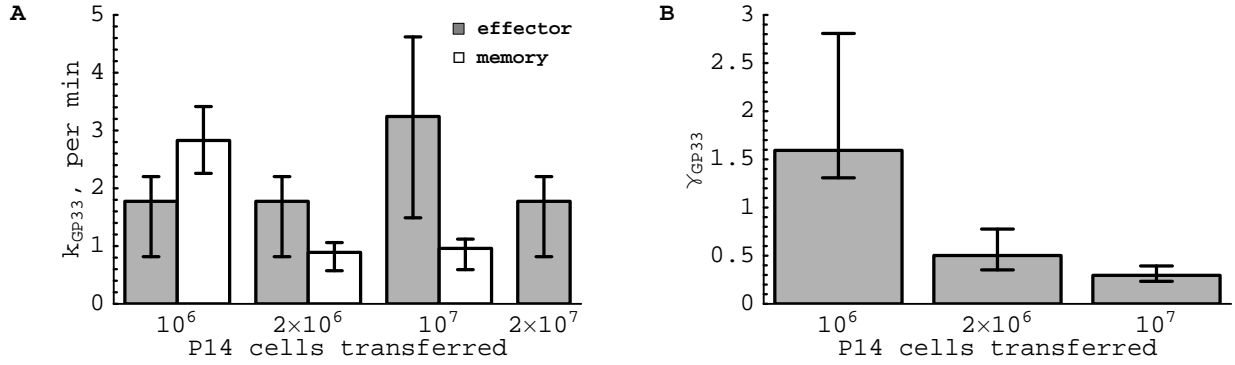 A
5
4
3
2
1
0
k_GP33, per min
effector
memory
10^6 2×10^6 10^7 2×10^7
P14 cells transferred
B
3
2.5
2
1.5
1
0.5
0
γ_GP33
10^6 2×10^6 10^7
P14 cells transferred